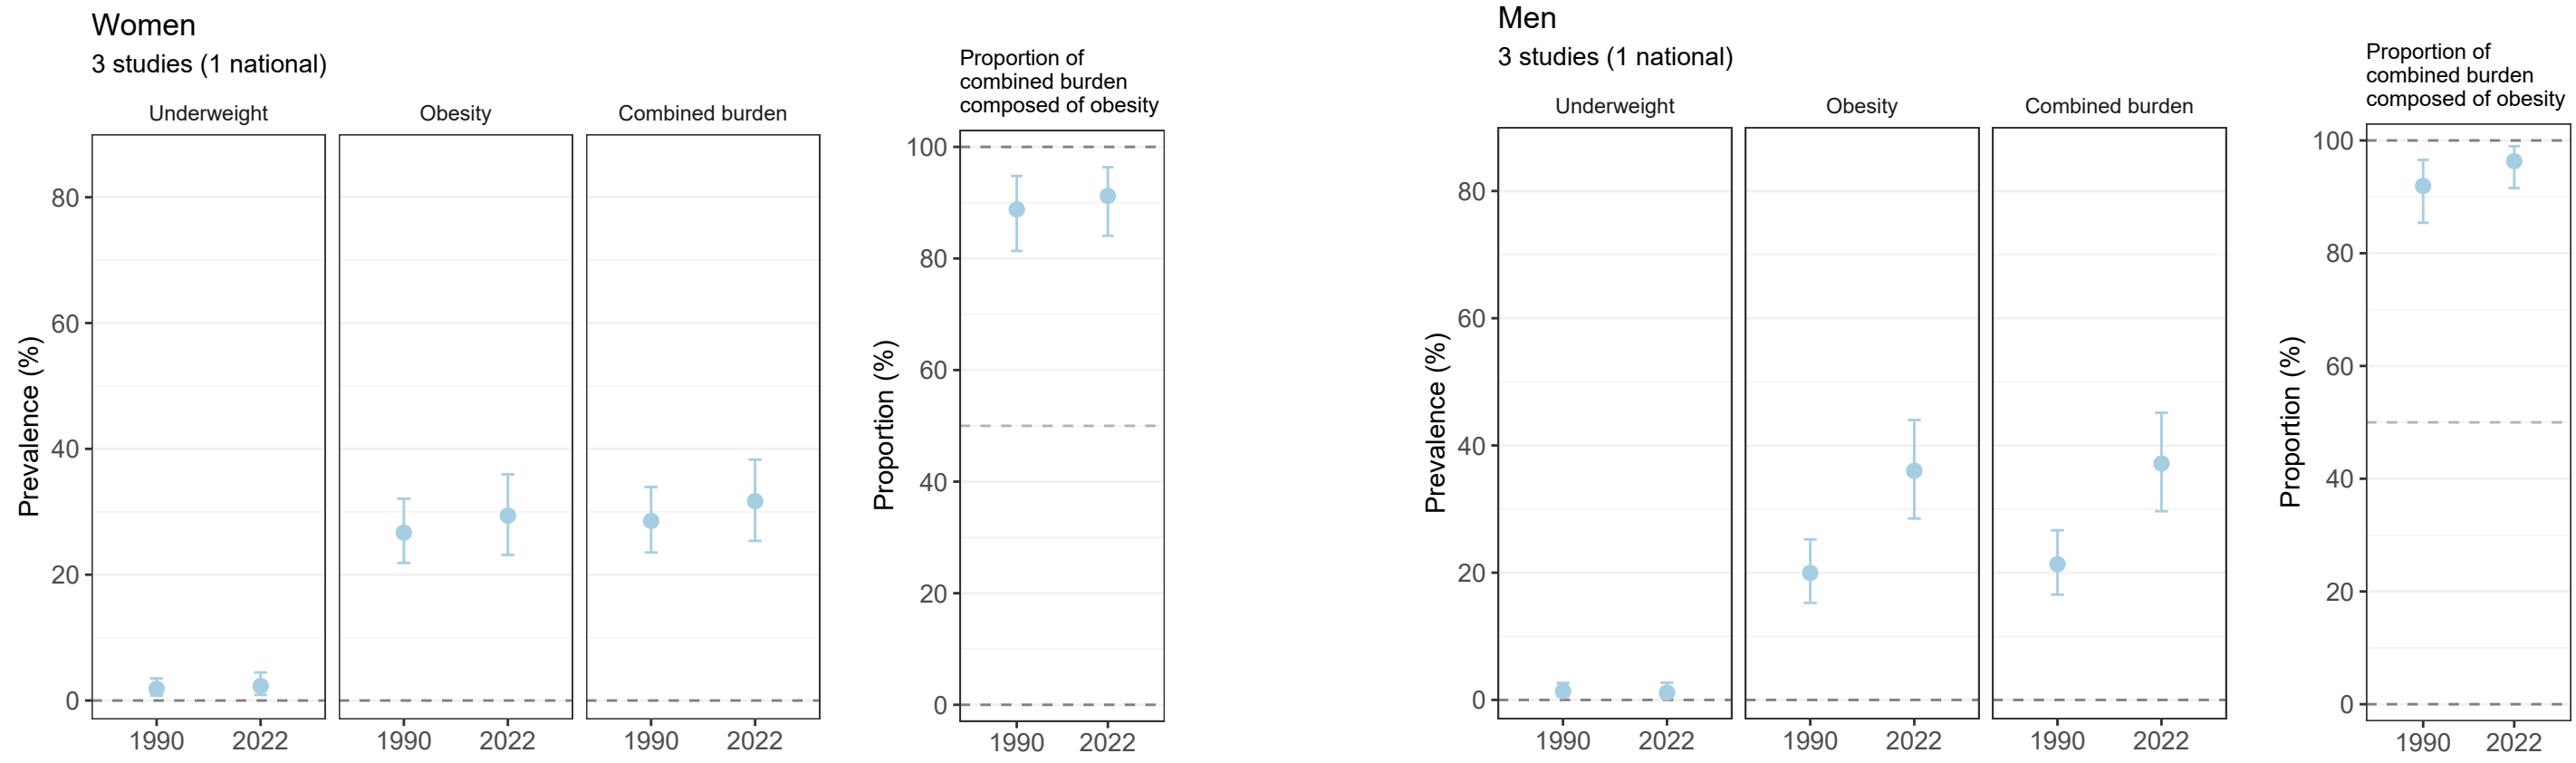 Women
3 studies (1 national)
Underweight
Obesity
Combined burden
Prevalence (%)
80
60
40
20
0
1990
2022
1990
2022
1990
2022
Proportion of
combined burden
composed of obesity
Proportion (%)
100
80
60
40
20
0
1990
2022
Men
3 studies (1 national)
Underweight
Obesity
Combined burden
Prevalence (%)
80
60
40
20
0
1990
2022
1990
2022
1990
2022
Proportion of
combined burden
composed of obesity
Proportion (%)
100
80
60
40
20
0
1990
2022